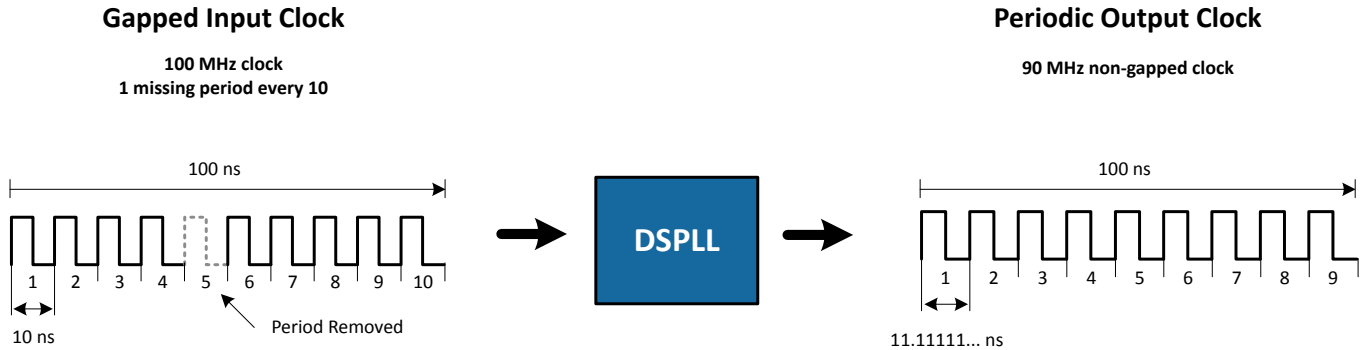 Gapped Input Clock
100 MHz clock
1 missing period every 10
100 ns
1 2 3 4 5 6 7 8 9 10
10 ns
Period Removed
DSPLL
Periodic Output Clock
90 MHz non-gapped clock
100 ns
1 2 3 4 5 6 7 8 9
11.11111... ns